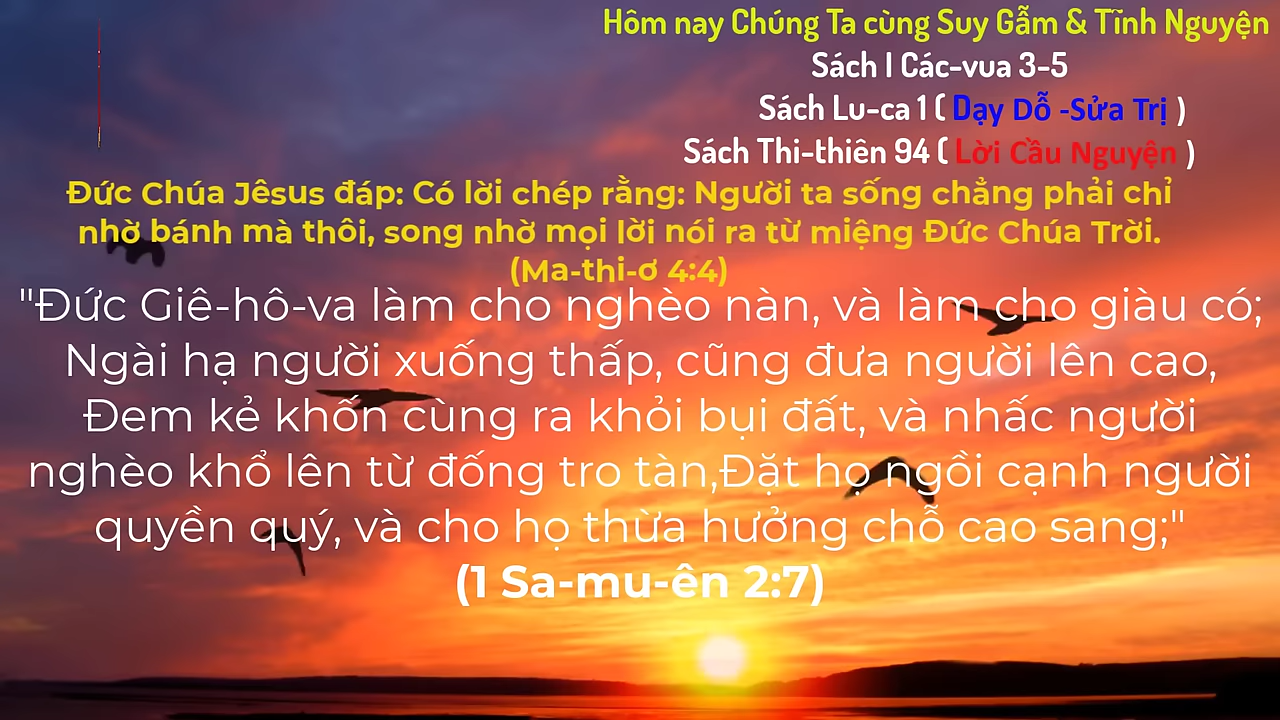 Hôm nay Chúng Ta cùng Suy Gẫm & Tĩnh Nguyện
Sách I Các-vua 3-5
Sách Lu-ca 1 ( Dạy Dỗ -Sửa Trị )
Sách Thi-thiên 94 ( Lời Cầu Nguyện )
Đức Chúa Jêsus đáp: Có lời chép rằng: Người ta sống chẳng phải chỉ
nhờ bánh mà thôi, song nhờ mọi lời nói ra từ miệng Đức Chúa Trời.
(Ma-thi-ơ 4:4)
"Đức Giê-hô-va làm cho nghèo nàn, và làm cho giàu có;
Ngài hạ người xuống thấp, cũng đưa người lên cao,
Đem kẻ khốn cùng ra khỏi bụi đất, và nhấc người
nghèo khổ lên từ đống tro tàn,Đặt họ ngồi cạnh người
quyền quý, và cho họ thừa hưởng chỗ cao sang;"
(1 Sa-mu-ên 2:7)